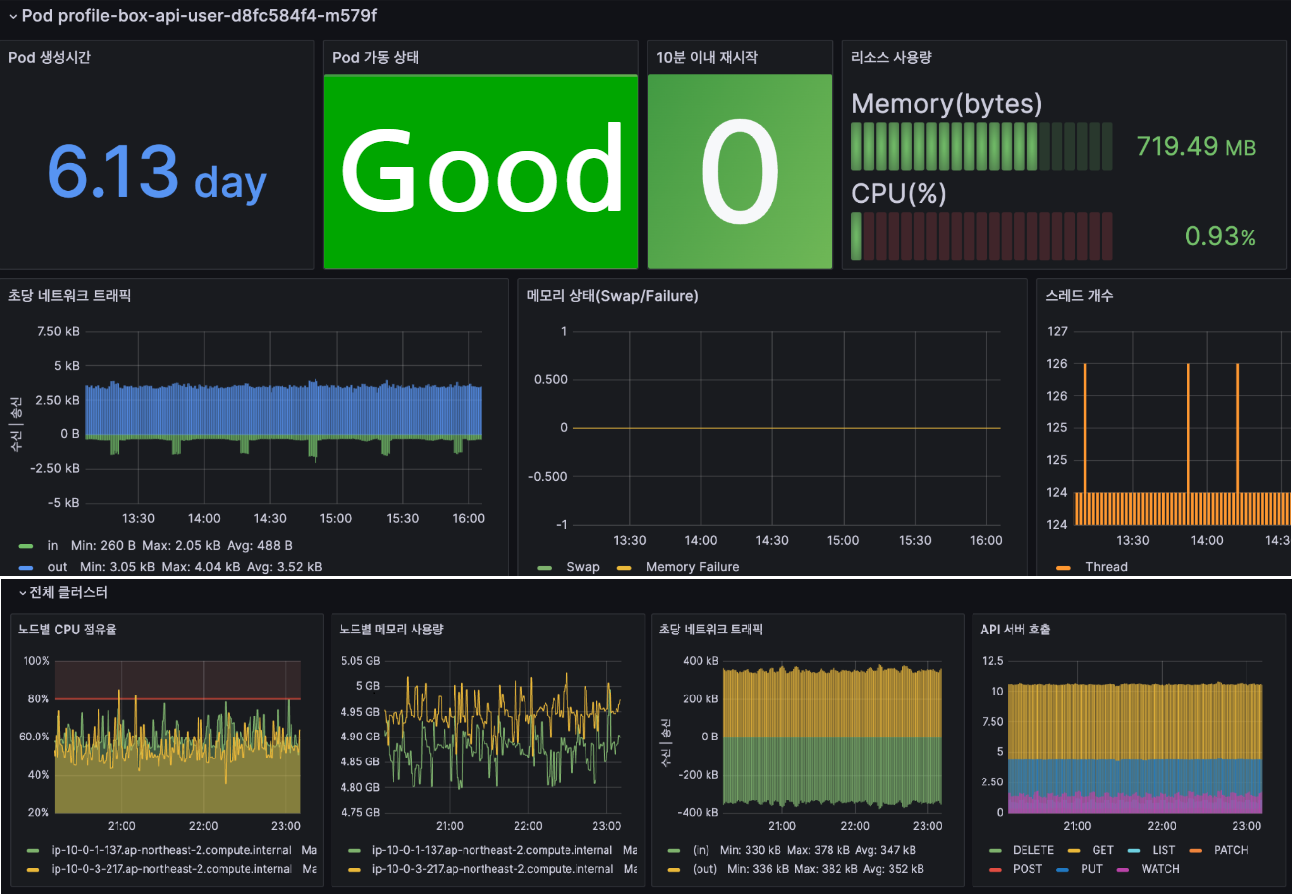 Pod profile-box-api-user-d8fc584f4-m579f
Pod 생성시간
6.13 day
Pod 가동 상태
Good
10분 이내 재시작
0
리소스 사용량
Memory(bytes)
719.49 MB
CPU(%)
0.93%
초당 네트워크 트래픽
수신 | 송신
7.50 kB
5 kB
2.50 kB
0 B
-2.50 kB
-5 kB
13:30 14:00 14:30 15:00 15:30 16:00
in Min: 260 B Max: 2.05 kB Avg: 488 B
out Min: 3.05 kB Max: 4.04 kB Avg: 3.52 kB
메모리 상태(Swap/Failure)
1
0.500
0
-0.500
-1
13:30 14:00 14:30 15:00 15:30 16:00
Swap Memory Failure
스레드 개수
127
126
126
125
125
124
124
13:30 14:00 14:3
Thread
전체 클러스터
노드별 CPU 점유율
100%
80%
60.0%
40%
20%
21:00 22:00 23:00
ip-10-0-1-137.ap-northeast-2.compute.internal Ma
ip-10-0-3-217.ap-northeast-2.compute.internal Ma
노드별 메모리 사용량
5.05 GB
5 GB
4.95 GB
4.90 GB
4.85 GB
4.80 GB
4.75 GB
21:00 22:00 23:00
ip-10-0-1-137.ap-northeast-2.compute.internal Ma
ip-10-0-3-217.ap-northeast-2.compute.internal Ma
초당 네트워크 트래픽
수신 | 송신
400 kB
200 kB
0 B
-200 kB
-400 kB
21:00 22:00 23:00
(in) Min: 330 kB Max: 378 kB Avg: 347 kB
(out) Min: 336 kB Max: 382 kB Avg: 352 kB
API 서버 호출
12.5
10
7.50
5
2.50
0
21:00 22:00 23:00
DELETE GET LIST PATCH
POST PUT WATCH